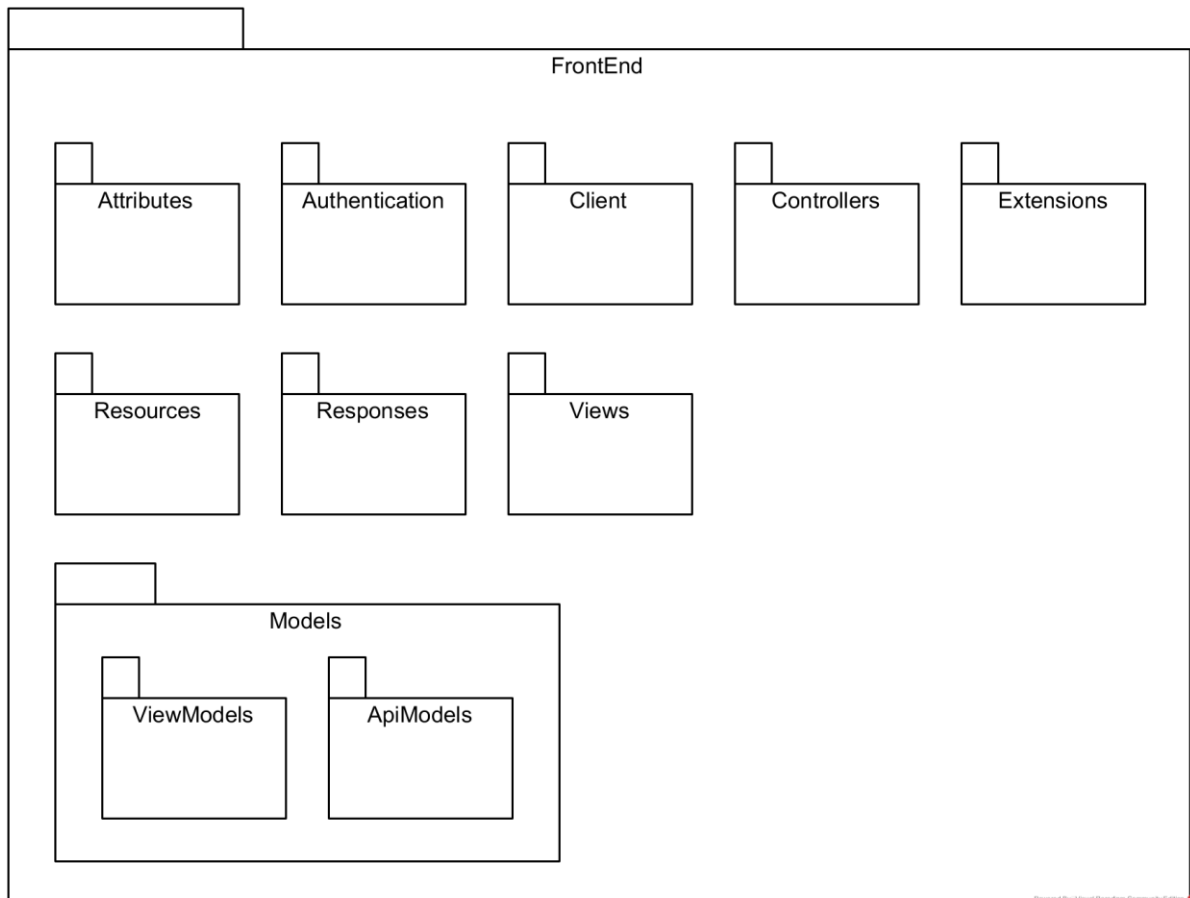 FrontEnd
Attributes
Authentication
Client
Controllers
Extensions
Resources
Responses
Views
Models
ViewModels
ApiModels